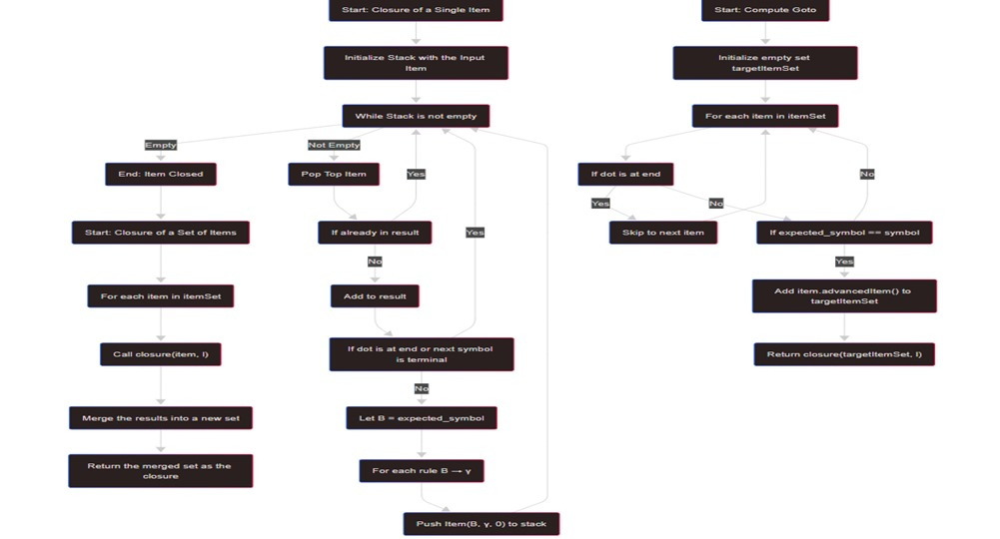 Start: Closure of a Single Item
Initialize Stack with the Input
Item
While Stack is not empty
Empty
Not Empty
End: Item Closed
Pop Top Item
Yes
Start: Closure of a Set of Items
If already in result
Yes
No
For each item in itemSet
Add to result
Call closure(item, I)
If dot is at end or next symbol
is terminal
No
Merge the results into a new set
Let B = expected_symbol
Return the merged set as the
closure
For each rule B → γ
Push Item(B, γ, 0) to stack
Start: Compute Goto
Initialize empty set
targetItemSet
For each item in itemSet
If dot is at end
No
Yes
No
Skip to next item
If expected_symbol == symbol
Yes
Add item.advancedItem() to
targetItemSet
Return closure(targetItemSet, I)